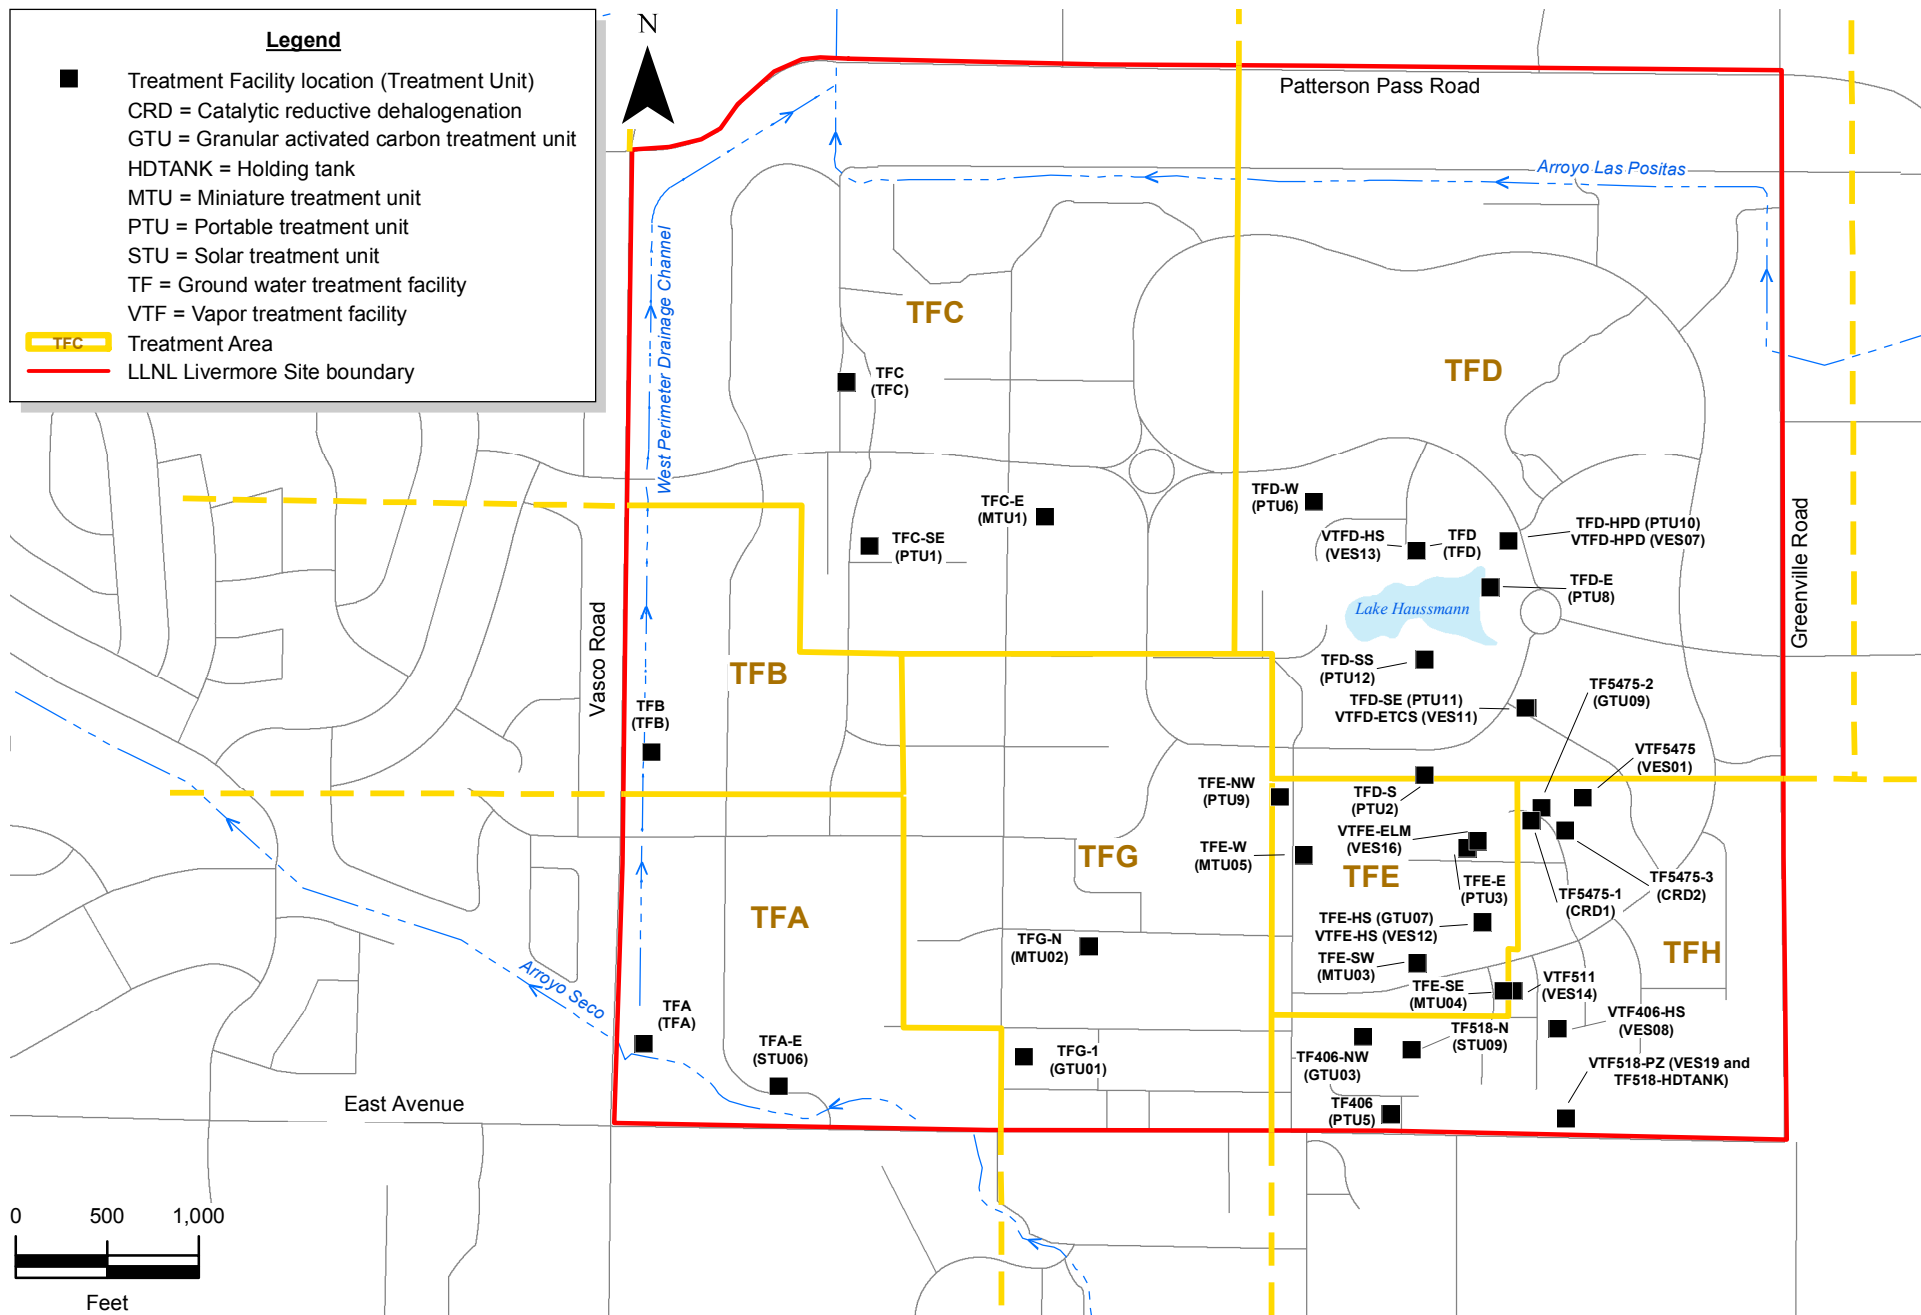 Legend
Treatment Facility location (Treatment Unit)
CRD = Catalytic reductive dehalogenation
GTU = Granular activated carbon treatment unit
HDTANK = Holding tank
MTU = Miniature treatment unit
PTU = Portable treatment unit
STU = Solar treatment unit
TF = Ground water treatment facility
VTF = Vapor treatment facility
TFC
Treatment Area
LLNL Livermore Site boundary
N
Patterson Pass Road
Arroyo Las Positas
West Perimeter Drainage Channel
TFC
TFC
(TFC)
TFD
TFC-E
(MTU1)
TFC-SE
(PTU1)
TFD-W
(PTU6)
VTFD-HS
(VES13)
TFD
(TFD)
TFD-HPD (PTU10)
VTFD-HPD (VES07)
TFD-E
(PTU8)
Lake Haussmann
Greenville Road
Vasco Road
TFB
TFB
(TFB)
TFD-SS
(PTU12)
TFD-SE (PTU11)
VTFD-ETCS (VES11)
TF5475-2
(GTU09)
VTF5475
(VES01)
TFE-NW
(PTU9)
TFD-S
(PTU2)
VTFE-ELM
(VES16)
TFE-W
(MTU05)
TFG
TFE
TFE-E
(PTU3)
TF5475-1
(CRD1)
TF5475-3
(CRD2)
TFA
TFE-HS (GTU07)
VTFE-HS (VES12)
TFG-N
(MTU02)
TFE-SW
(MTU03)
TFH
TFE-SE
(MTU04)
VTF511
(VES14)
Arroyo Seco
TFA
(TFA)
TFA-E
(STU06)
TFG-1
(GTU01)
TF406-NW
(GTU03)
TF518-N
(STU09)
VTF406-HS
(VES08)
VTF518-PZ (VES19 and
TF518-HDTANK)
TF406
(PTU5)
East Avenue
0 500 1,000
Feet